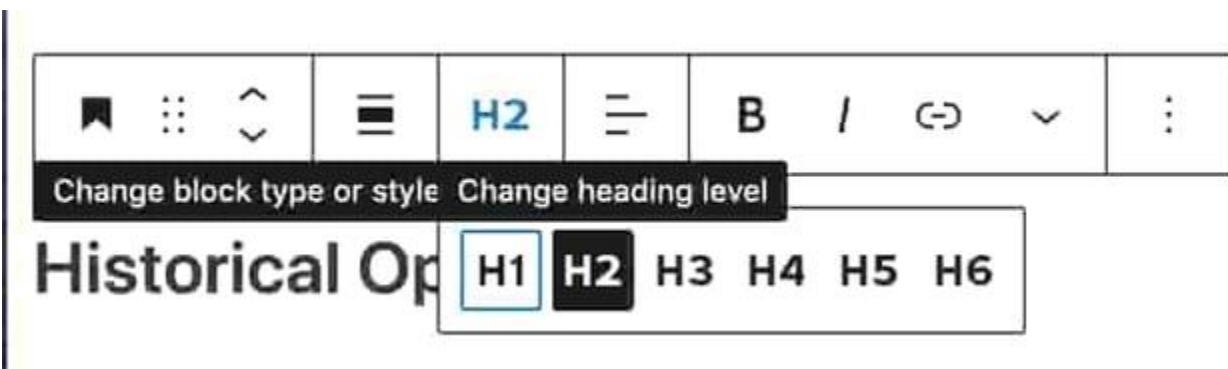 H2 B I
Change block type or style Change heading level
Historical Op H1 H2 H3 H4 H5 H6